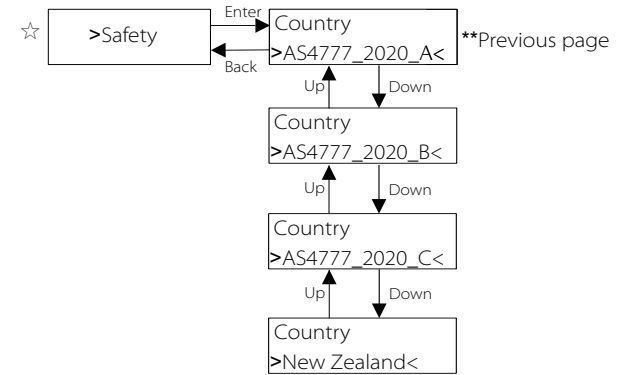 ☆
>Safety
Enter
Back
Country
>AS4777_2020_A<
**Previous page
Up
Down
Country
>AS4777_2020_B<
Up
Down
Country
>AS4777_2020_C<
Up
Down
Country
>New Zealand<